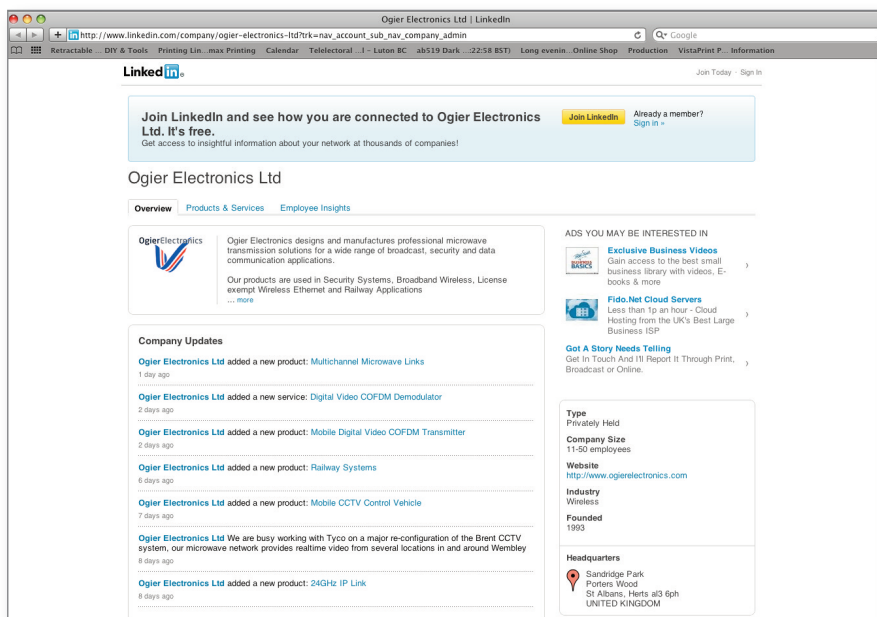 Ogier Electronics Ltd | LinkedIn
http://www.linkedin.com/company/ogier-electronics-ltd?trk=nav_account_sub_nav_company_admin
Google
Retractable ... DIY & Tools Printing Lin...max Printing Calendar Telelectoral ...l – Luton BC ab519 Dark ...:22:58 BST) Long evenin...Online Shop Production VistaPrint P... Information
Linked in®
Join Today · Sign In
Join LinkedIn and see how you are connected to Ogier Electronics
Ltd. It's free.
Get access to insightful information about your network at thousands of companies!
Join LinkedIn
Already a member?
Sign in »
Ogier Electronics Ltd
Overview Products & Services Employee Insights
OgierElectronics
Ogier Electronics designs and manufactures professional microwave
transmission solutions for a wide range of broadcast, security and data
communication applications.
Our products are used in Security Systems, Broadband Wireless, License
exempt Wireless Ethernet and Railway Applications
... more
Company Updates
Ogier Electronics Ltd added a new product: Multichannel Microwave Links
1 day ago
Ogier Electronics Ltd added a new service: Digital Video COFDM Demodulator
2 days ago
Ogier Electronics Ltd added a new product: Mobile Digital Video COFDM Transmitter
2 days ago
Ogier Electronics Ltd added a new product: Railway Systems
6 days ago
Ogier Electronics Ltd added a new product: Mobile CCTV Control Vehicle
7 days ago
Ogier Electronics Ltd We are busy working with Tyco on a major re-configuration of the Brent CCTV
system, our microwave network provides realtime video from several locations in and around Wembley
8 days ago
Ogier Electronics Ltd added a new product: 24GHz IP Link
8 days ago
ADS YOU MAY BE INTERESTED IN
BASICS
Exclusive Business Videos
Gain access to the best small
business library with videos, E-
books & more
Fido.Net Cloud Servers
Less than 1p an hour - Cloud
Hosting from the UK's Best Large
Business ISP
Got A Story Needs Telling
Get In Touch And I'll Report It Through Print,
Broadcast or Online.
Type
Privately Held
Company Size
11-50 employees
Website
http://www.ogierelectronics.com
Industry
Wireless
Founded
1993
Headquarters
Sandridge Park
Porters Wood
St Albans, Herts al3 6ph
UNITED KINGDOM